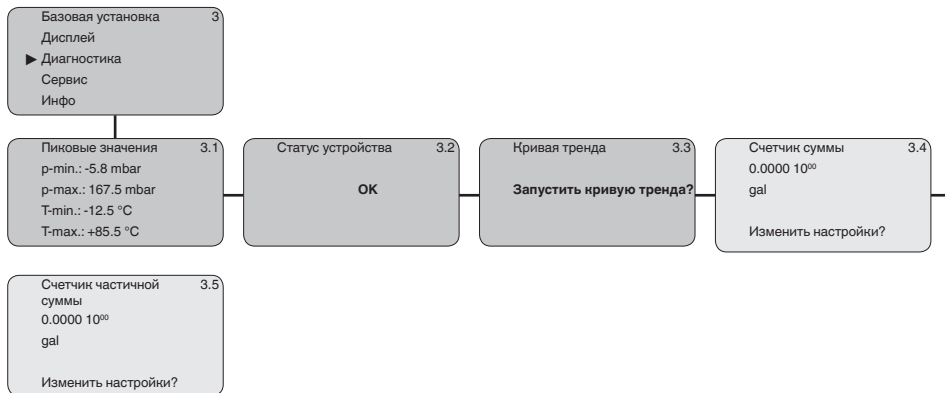 Базовая установка 3
Дисплей
▶ Диагностика
Сервис
Инфо
Пиковые значения 3.1
p-min.: -5.8 mbar
p-max.: 167.5 mbar
T-min.: -12.5 °C
T-max.: +85.5 °C
Статус устройства 3.2
OK
Кривая тренда 3.3
Запустить кривую тренда?
Счетчик суммы 3.4
0.0000 10⁰⁰
gal
Изменить настройки?
Счетчик частичной 3.5
суммы
0.0000 10⁰⁰
gal
Изменить настройки?